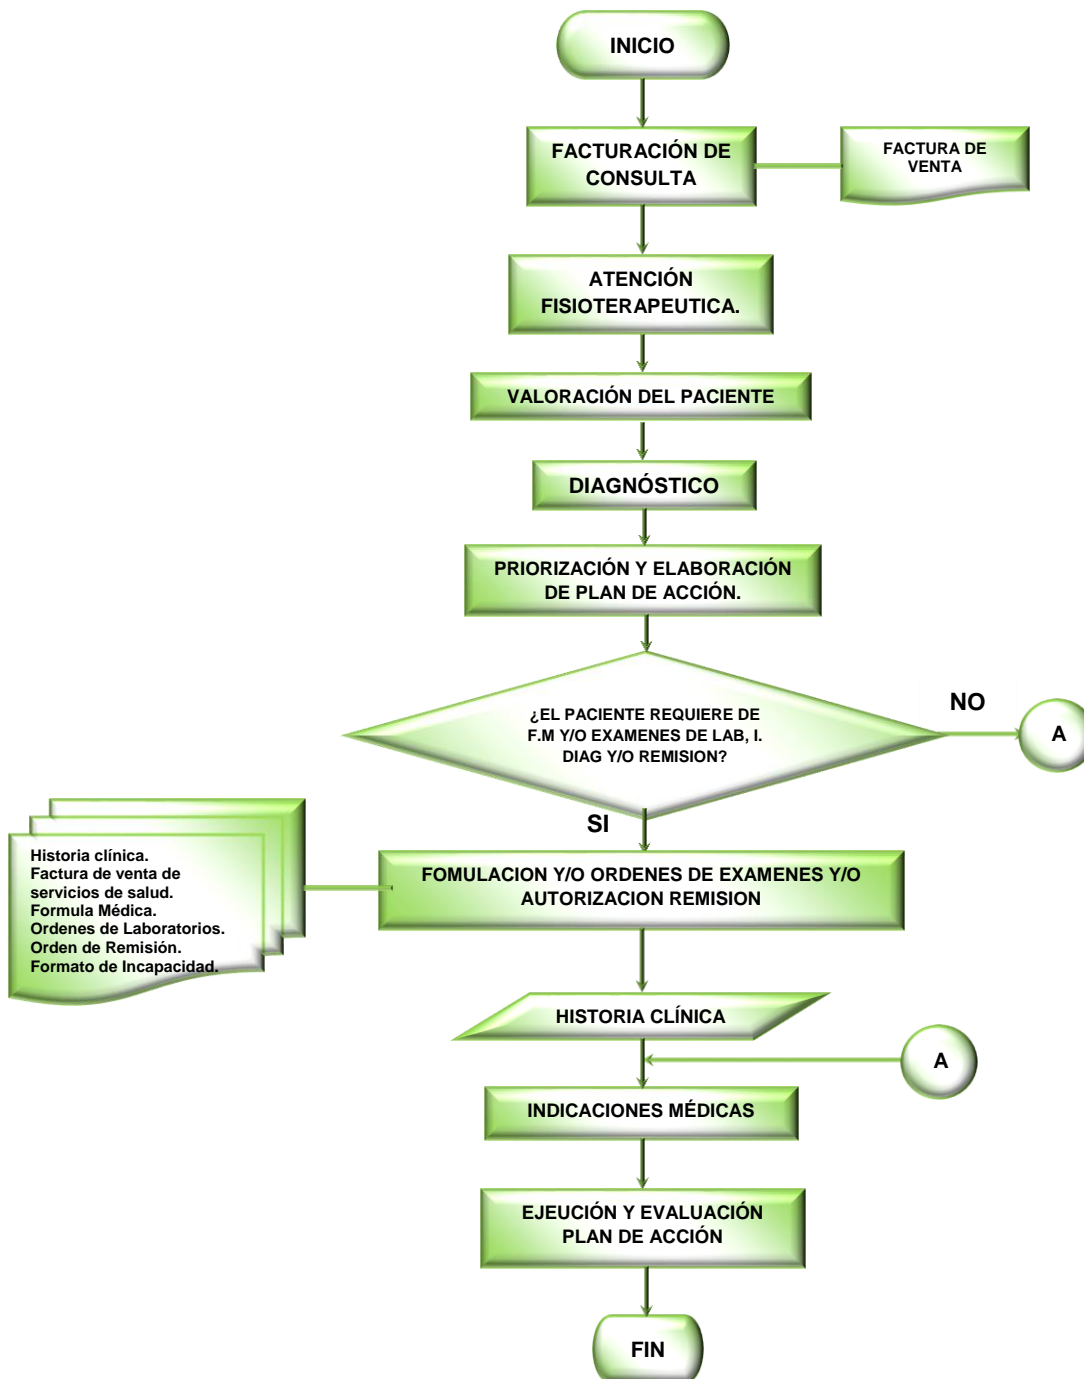 INICIO
FACTURACIÓN DE
CONSULTA
FACTURA DE
VENTA
ATENCIÓN
FISIOTERAPEUTICA.
VALORACIÓN DEL PACIENTE
DIAGNÓSTICO
PRIORIZACIÓN Y ELABORACIÓN
DE PLAN DE ACCIÓN.
¿EL PACIENTE REQUIERE DE
F.M Y/O EXAMENES DE LAB, I.
DIAG Y/O REMISION?
NO
A
SI
Historia clínica.
Factura de venta de
servicios de salud.
Formula Médica.
Ordenes de Laboratorios.
Orden de Remisión.
Formato de Incapacidad.
FOMULACION Y/O ORDENES DE EXAMENES Y/O
AUTORIZACION REMISION
HISTORIA CLÍNICA
A
INDICACIONES MÉDICAS
EJEUCIÓN Y EVALUACIÓN
PLAN DE ACCIÓN
FIN